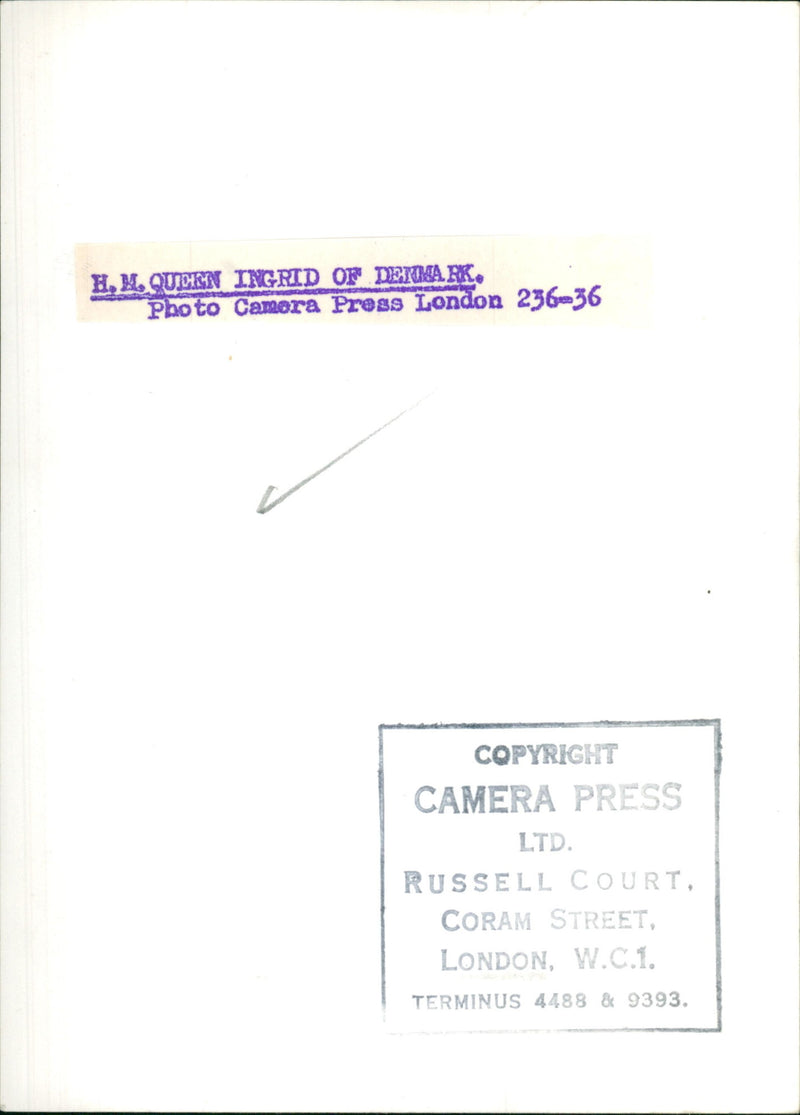 H.M.QUEEN INGRID OF DENMARK.
Photo Camera Press London 236-36
COPYRIGHT
CAMERA PRESS
LTD.
RUSSELL COURT,
CORAM STREET,
LONDON, W.C.1.
TERMINUS 4488 & 9393.